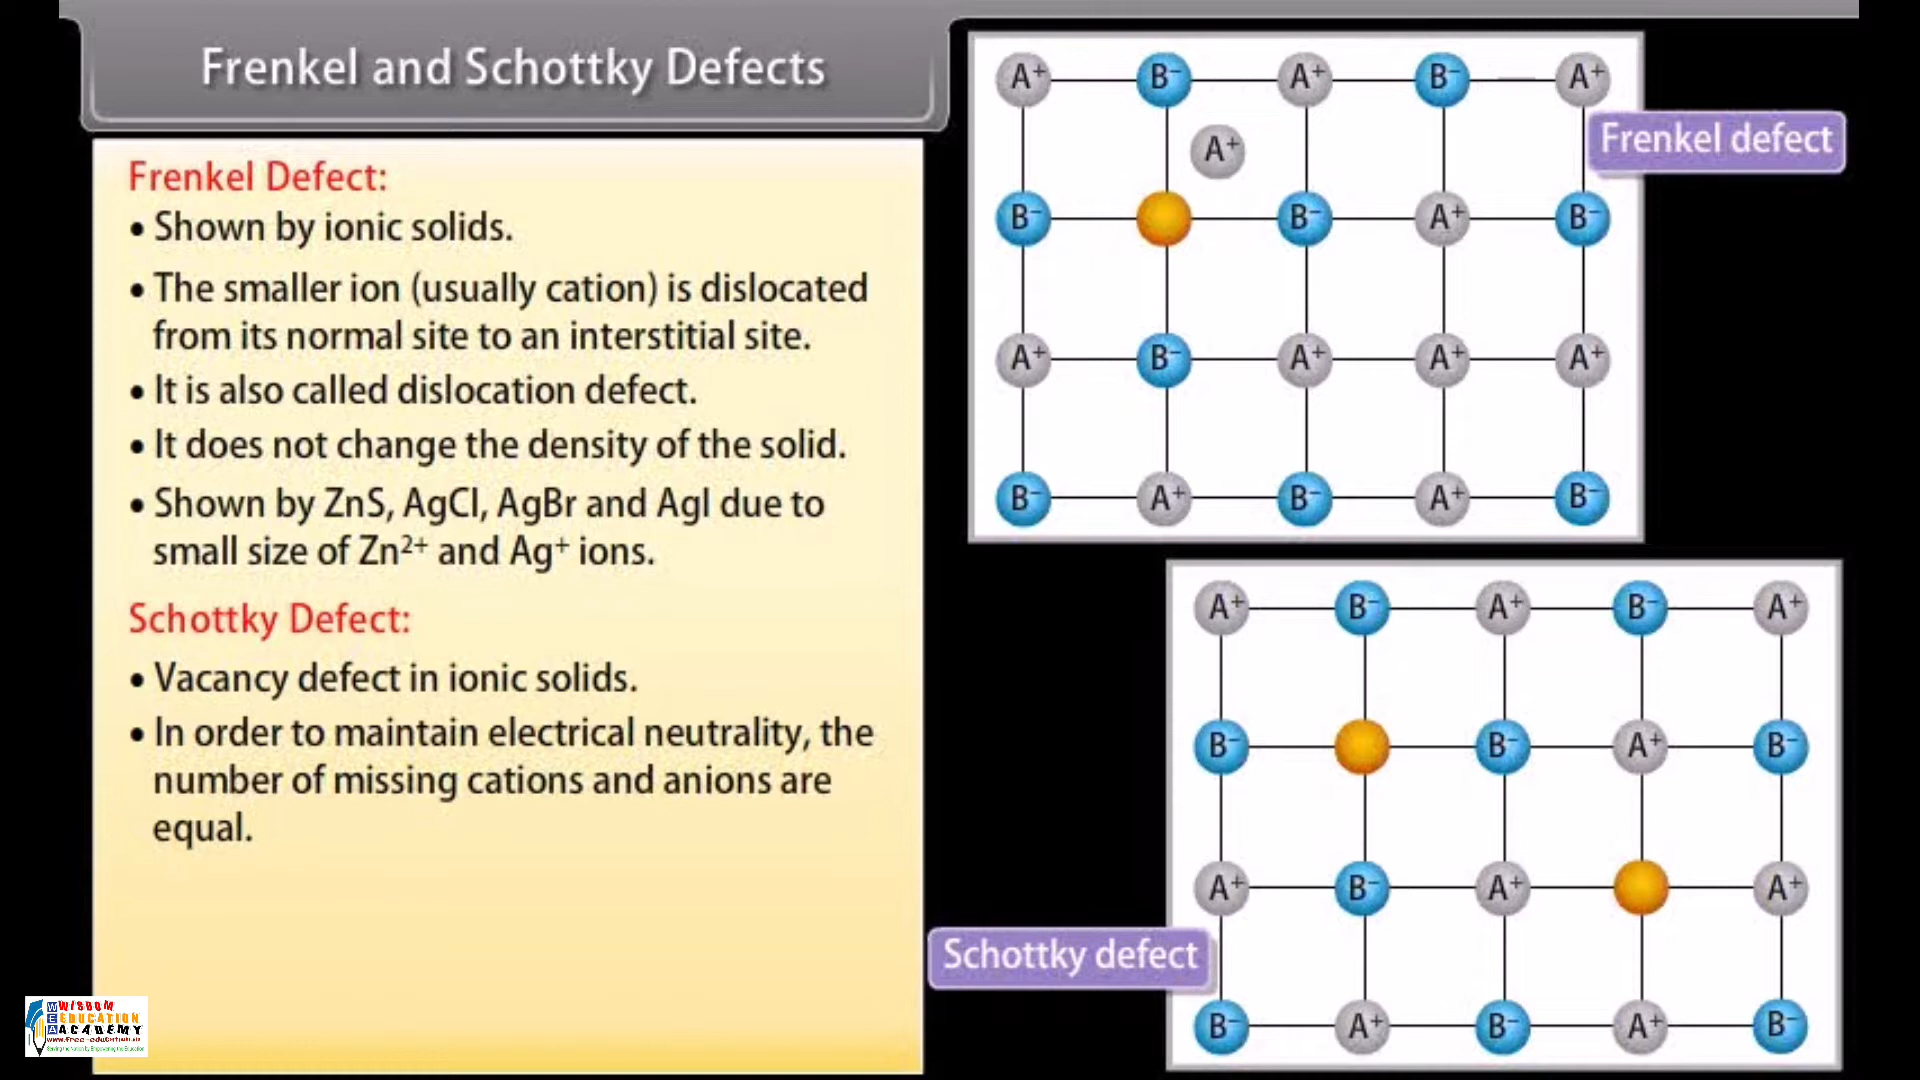 Frenkel and Schottky Defects
Frenkel Defect:
• Shown by ionic solids.
• The smaller ion (usually cation) is dislocated
from its normal site to an interstitial site.
• It is also called dislocation defect.
• It does not change the density of the solid.
• Shown by ZnS, AgCl, AgBr and AgI due to
small size of Zn²⁺ and Ag⁺ ions.
Schottky Defect:
• Vacancy defect in ionic solids.
• In order to maintain electrical neutrality, the
number of missing cations and anions are
equal.
A⁺ B⁻ A⁺ B⁻ A⁺
A⁺
Frenkel defect
B⁻ B⁻ A⁺ B⁻
A⁺ B⁻ A⁺ A⁺ A⁺
B⁻ A⁺ B⁻ A⁺ B⁻
A⁺ B⁻ A⁺ B⁻ A⁺
B⁻ B⁻ A⁺ B⁻
A⁺ B⁻ A⁺ A⁺
Schottky defect
B⁻ A⁺ B⁻ A⁺ B⁻
WISDOM
EDUCATION
ACADEMY
WEA